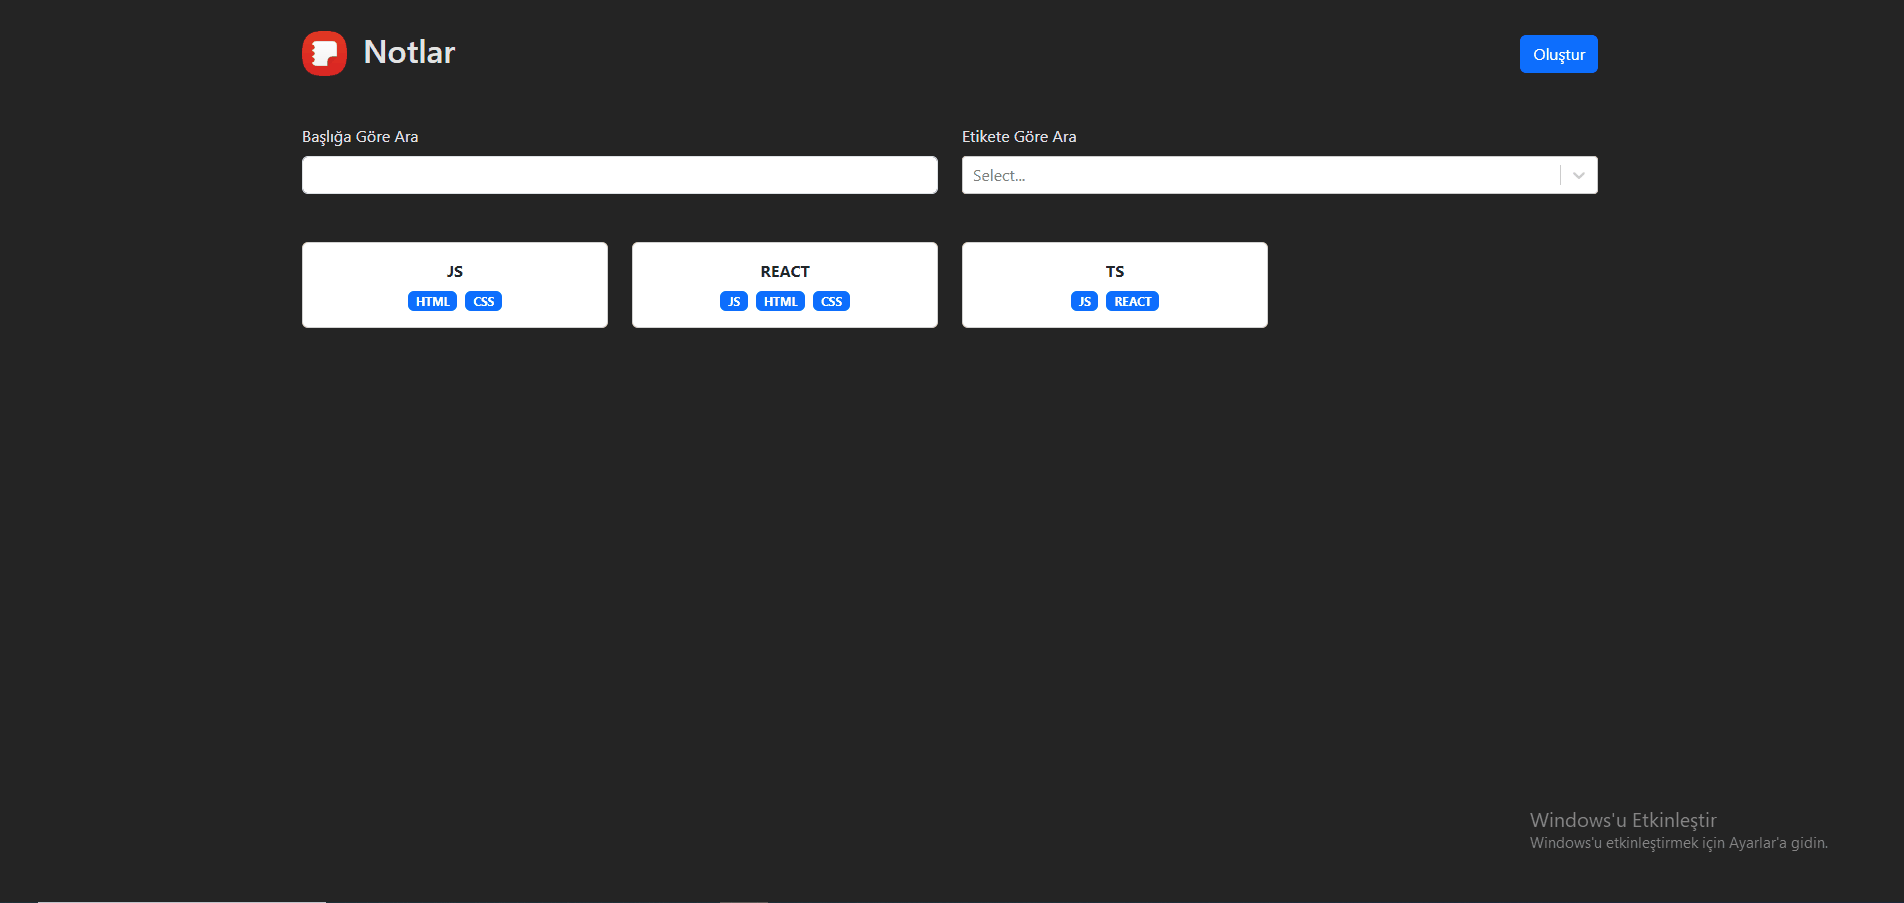 Notlar
Oluştur
Başlığa Göre Ara
Etikete Göre Ara
Select...
JS
HTML CSS
REACT
JS HTML CSS
TS
JS REACT
Windows'u Etkinleştir
Windows'u etkinleştirmek için Ayarlar'a gidin.